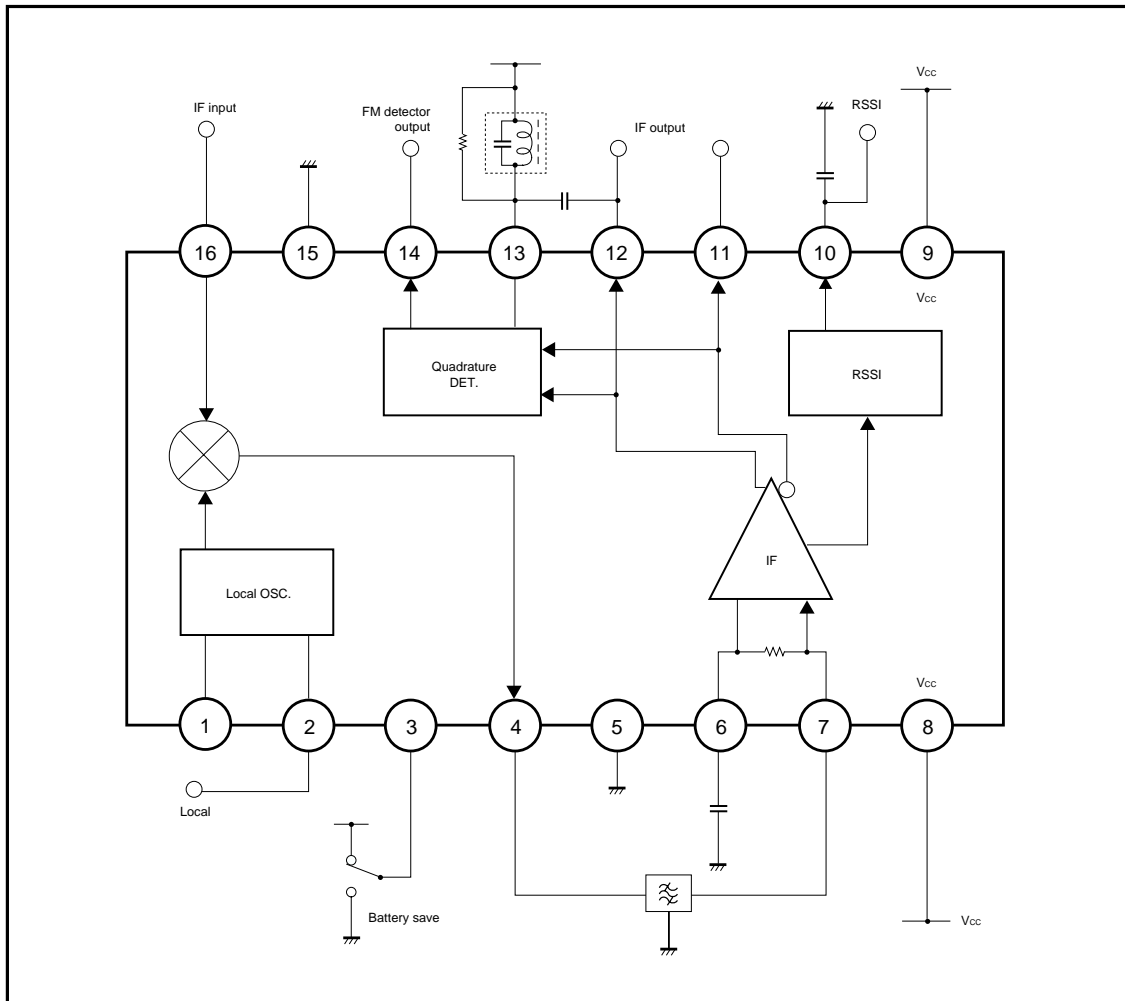 Vcc
IF input
FM detector
output
IF output
RSSI
16
15
14
13
12
11
10
9
Vcc
Quadrature
DET.
RSSI
IF
Local OSC.
Vcc
1
2
3
4
5
6
7
8
Local
Battery save
Vcc